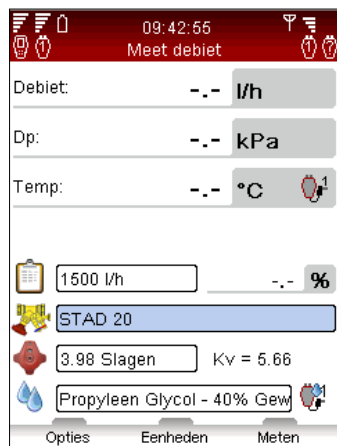 09:42:55
Meet debiet
1 1 ?
Debiet: -.- l/h
Dp: -.- kPa
Temp: -.- °C 1
1500 l/h -.- %
STAD 20
3.98 Slagen Kv = 5.66
Propyleen Glycol - 40% Gew
Opties Eenheden Meten